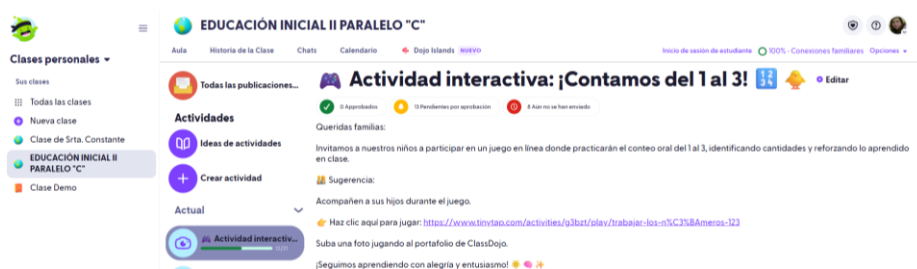 EDUCACIÓN INICIAL II PARALELO "C"
Clases personales
Sus clases
Todas las clases
Nueva clase
Clase de Srta. Constante
EDUCACIÓN INICIAL II
PARALELO "C"
Clase Demo
Aula Historia de la Clase Chats Calendario Dojo Islands NUEVO
Inicio de sesión de estudiante 100% - Conexiones familiares Opciones
Todas las publicaciones...
Actividades
Ideas de actividades
Crear actividad
Actual
🎮 Actividad interactiv...
🎮 Actividad interactiva: ¡Contamos del 1 al 3! 🔢 🐥 Editar
0 Approbados 13 Pendientes por aprobación 8 Aún no se han enviado
Queridas familias:
Invitamos a nuestros niños a participar en un juego en línea donde practicarán el conteo oral del 1 al 3, identificando cantidades y reforzando lo aprendido
en clase.
👨‍👩‍👧 Sugerencia:
Acompañen a sus hijos durante el juego.
👉 Haz clic aquí para jugar: https://www.tinytap.com/activities/g3bzt/play/trabajar-los-n%C3%BAmeros-123
Suba una foto jugando al portafolio de ClassDojo.
¡Seguimos aprendiendo con alegría y entusiasmo! 🌟 🧠 ✨